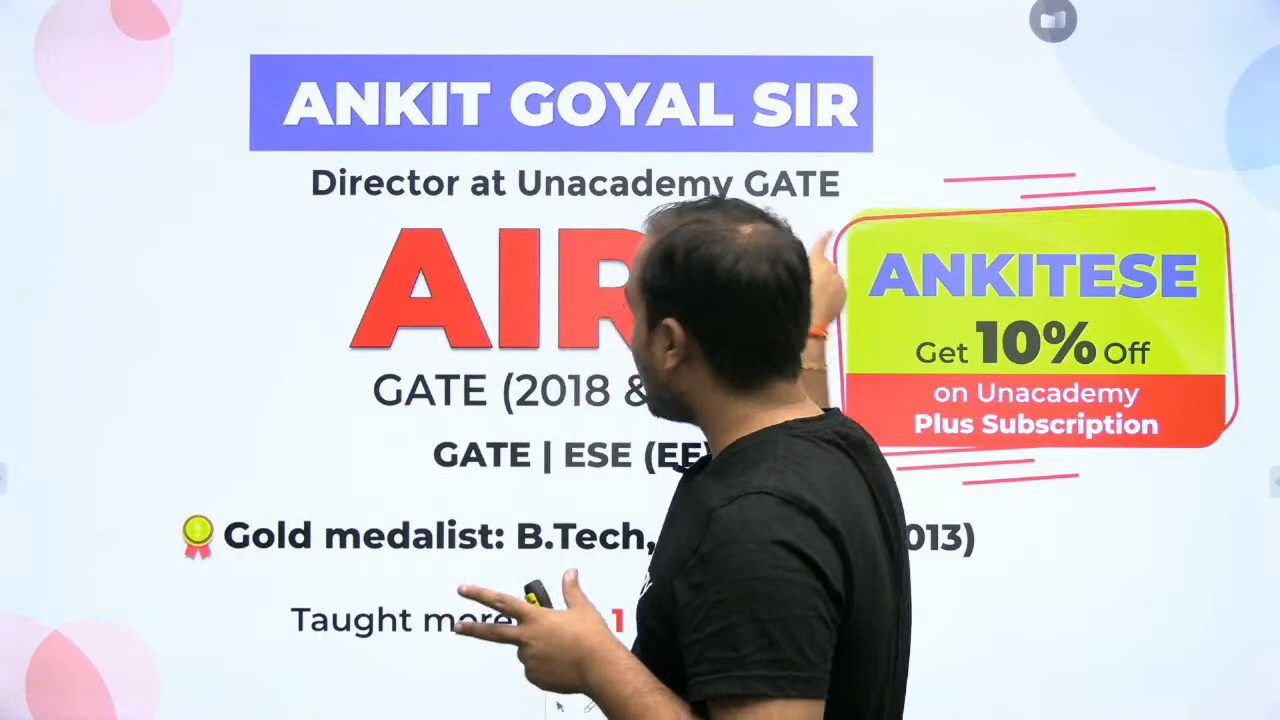 ANKIT GOYAL SIR
Director at Unacademy GATE
AIR
GATE (2018 &
GATE | ESE (EE)
Gold medalist: B.Tech, 013)
Taught more 1
ANKITESE
Get 10% Off
on Unacademy
Plus Subscription